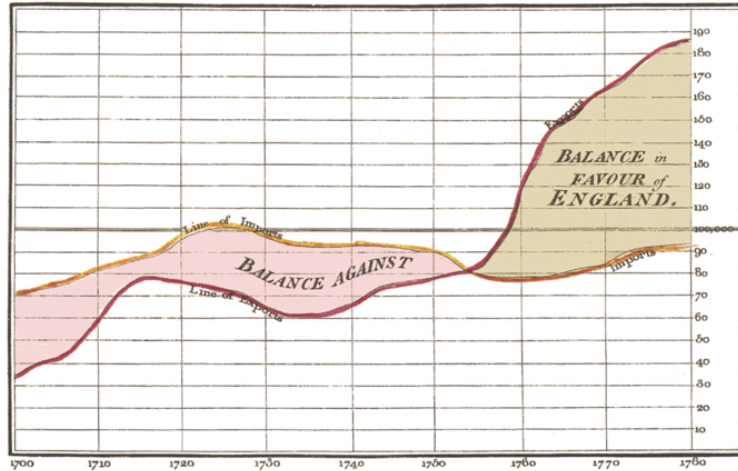 190
180
170
160
150
140
130
120
110
100,000
90
80
70
60
50
40
30
20
10
Line of Imports
BALANCE AGAINST
Line of Exports
Exports
BALANCE in
FAVOUR of
ENGLAND.
Imports
1700 1710 1720 1730 1740 1750 1760 1770 1780